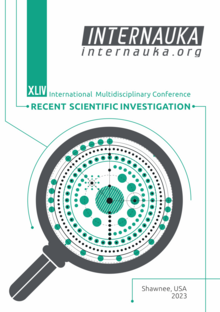 INTERNAUKA
internauka.org
XLIV International Multidisciplinary Conference
RECENT SCIENTIFIC INVESTIGATION
Shawnee, USA
2023